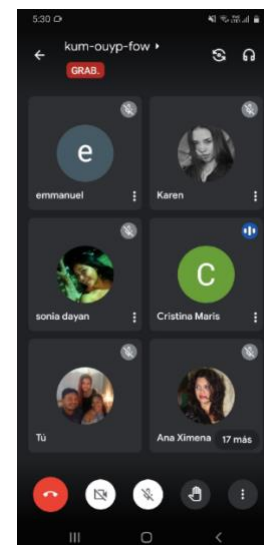 5:30
kum-ouyp-fow
GRAB.
e
emmanuel
Karen
sonia dayan
C
Cristina Maris
Tú
Ana Ximena
17 más